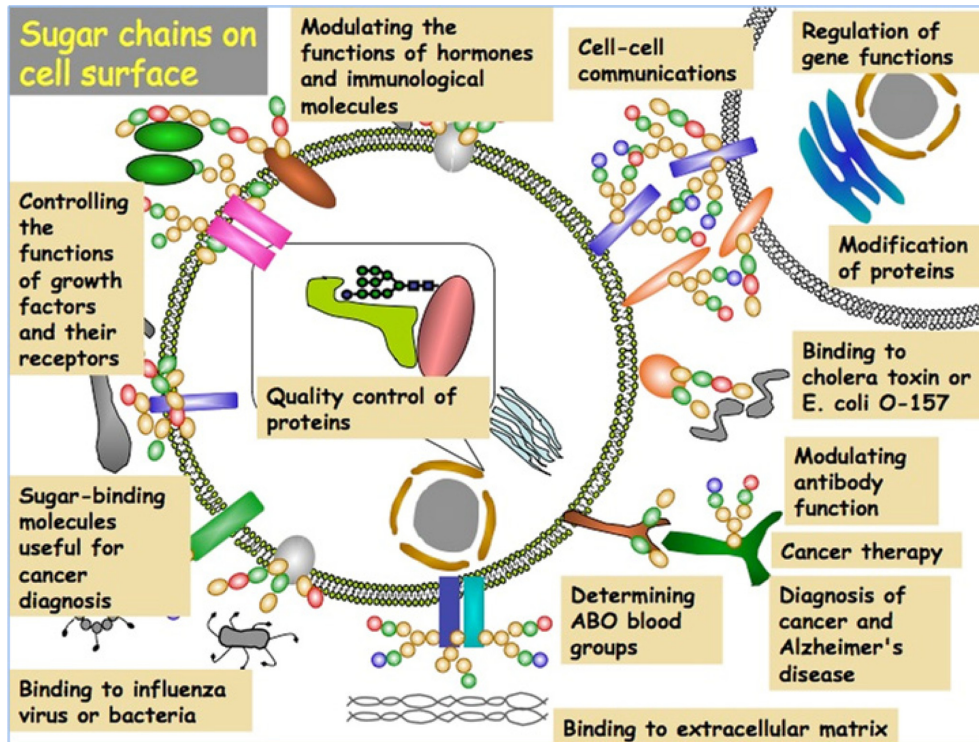 Sugar chains on
cell surface
Modulating the
functions of hormones
and immunological
molecules
Cell-cell
communications
Regulation of
gene functions
Controlling
the
functions
of growth
factors
and their
receptors
Modification
of proteins
Quality control of
proteins
Binding to
cholera toxin or
E. coli O-157
Sugar-binding
molecules
useful for
cancer
diagnosis
Modulating
antibody
function
Cancer therapy
Determining
ABO blood
groups
Diagnosis of
cancer and
Alzheimer's
disease
Binding to influenza
virus or bacteria
Binding to extracellular matrix